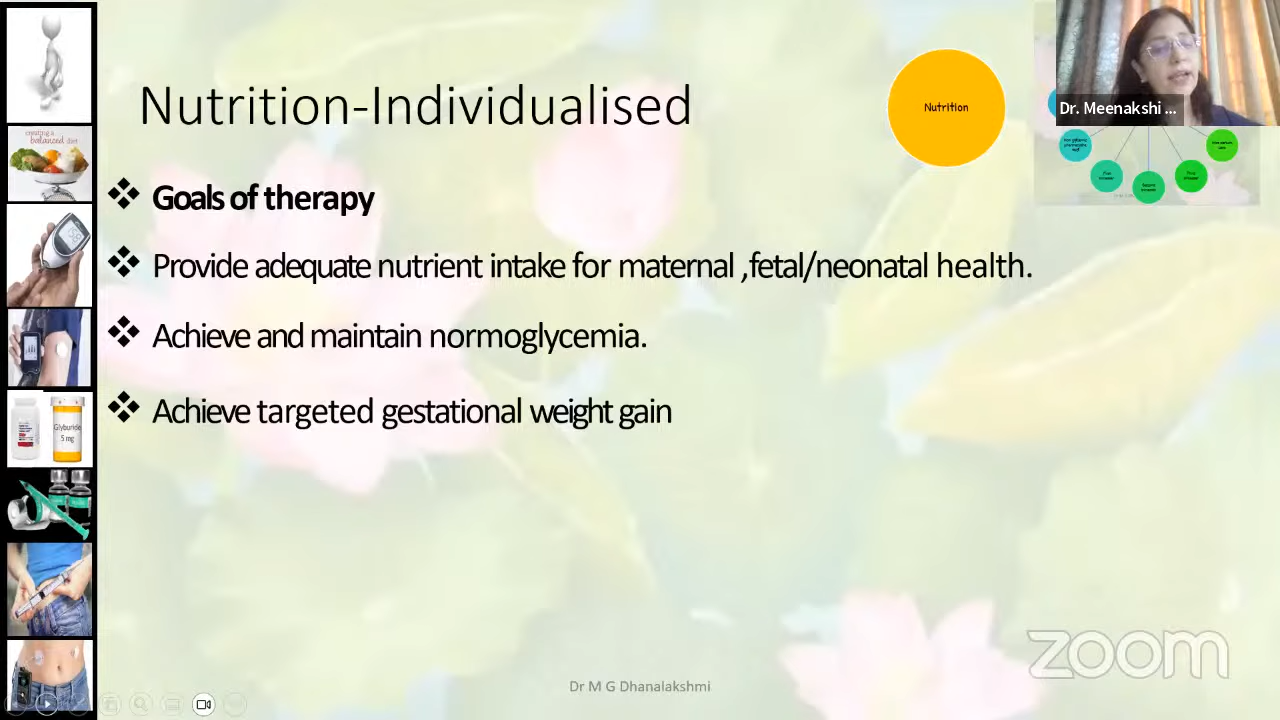 Nutrition-Individualised
Nutrition
Dr. Meenakshi ...
Goals of therapy
Provide adequate nutrient intake for maternal ,fetal/neonatal health.
Achieve and maintain normoglycemia.
Achieve targeted gestational weight gain
creating a
balanced diet
Glyburide
5 mg
Dr M G Dhanalakshmi
zoom